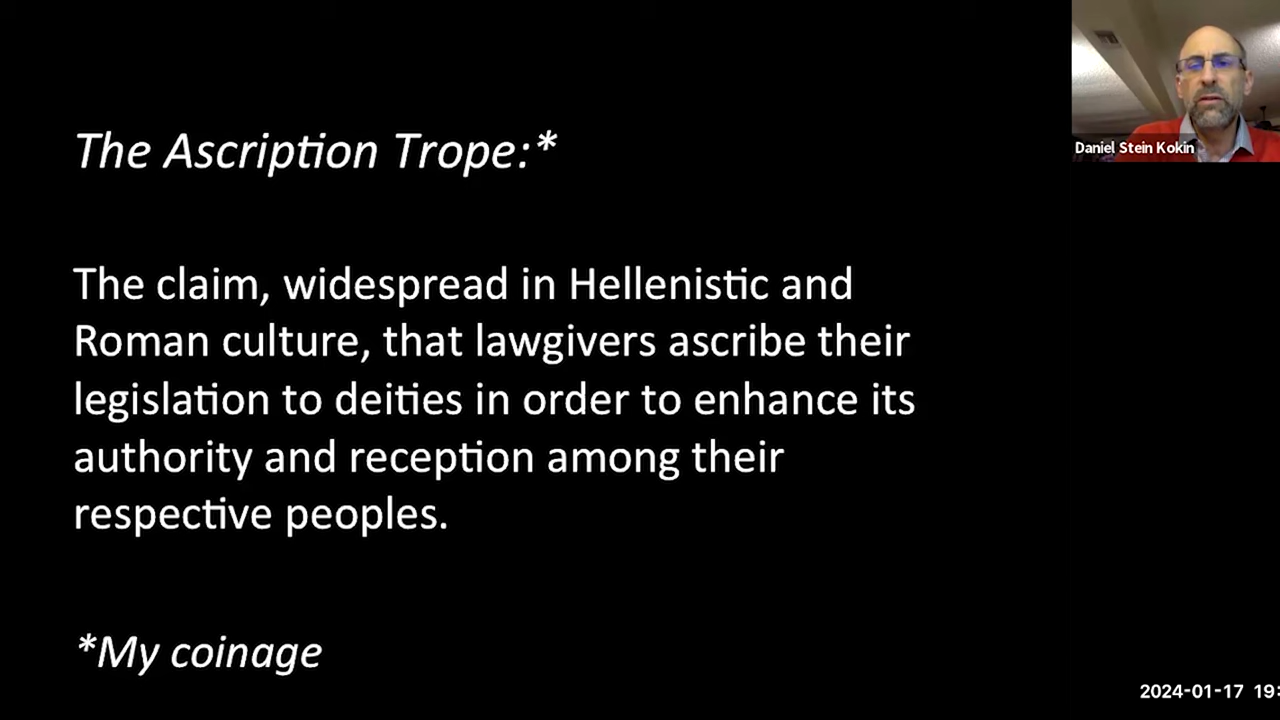 The Ascription Trope:*
The claim, widespread in Hellenistic and
Roman culture, that lawgivers ascribe their
legislation to deities in order to enhance its
authority and reception among their
respective peoples.
*My coinage
Daniel Stein Kokin
2024-01-17 19: